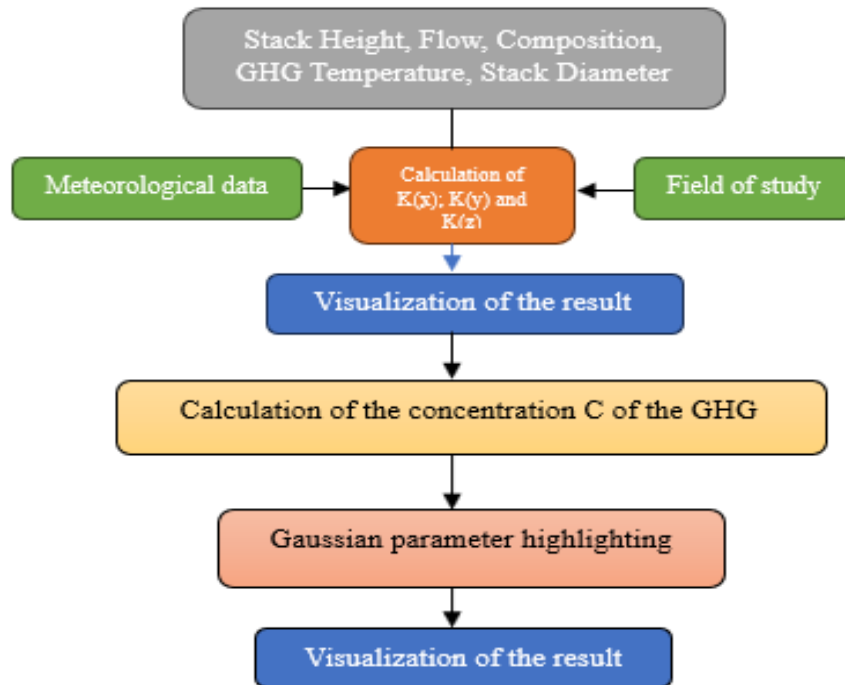 Stack Height, Flow, Composition,
GHG Temperature, Stack Diameter
Meteorological data
Calculation of
K(x); K(y) and
K(z)
Field of study
Visualization of the result
Calculation of the concentration C of the GHG
Gaussian parameter highlighting
Visualization of the result